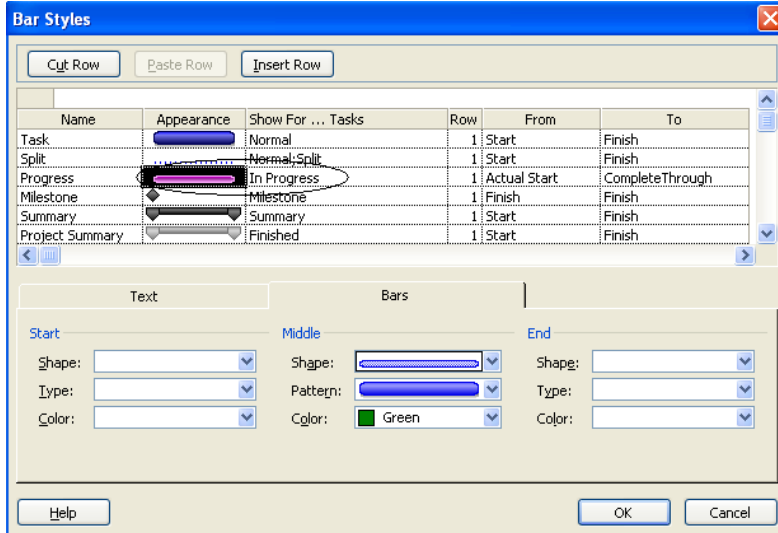 Bar Styles
Cut Row Paste Row Insert Row
Name Appearance Show For ... Tasks Row From To
Task Normal 1 Start Finish
Split Normal;Split 1 Start Finish
Progress In Progress 1 Actual Start CompleteThrough
Milestone Milestone 1 Finish Finish
Summary Summary 1 Start Finish
Project Summary Finished 1 Start Finish
Text Bars
Start Middle End
Shape: Shape: Shape:
Type: Pattern: Type:
Color: Color: Green Color:
Help OK Cancel